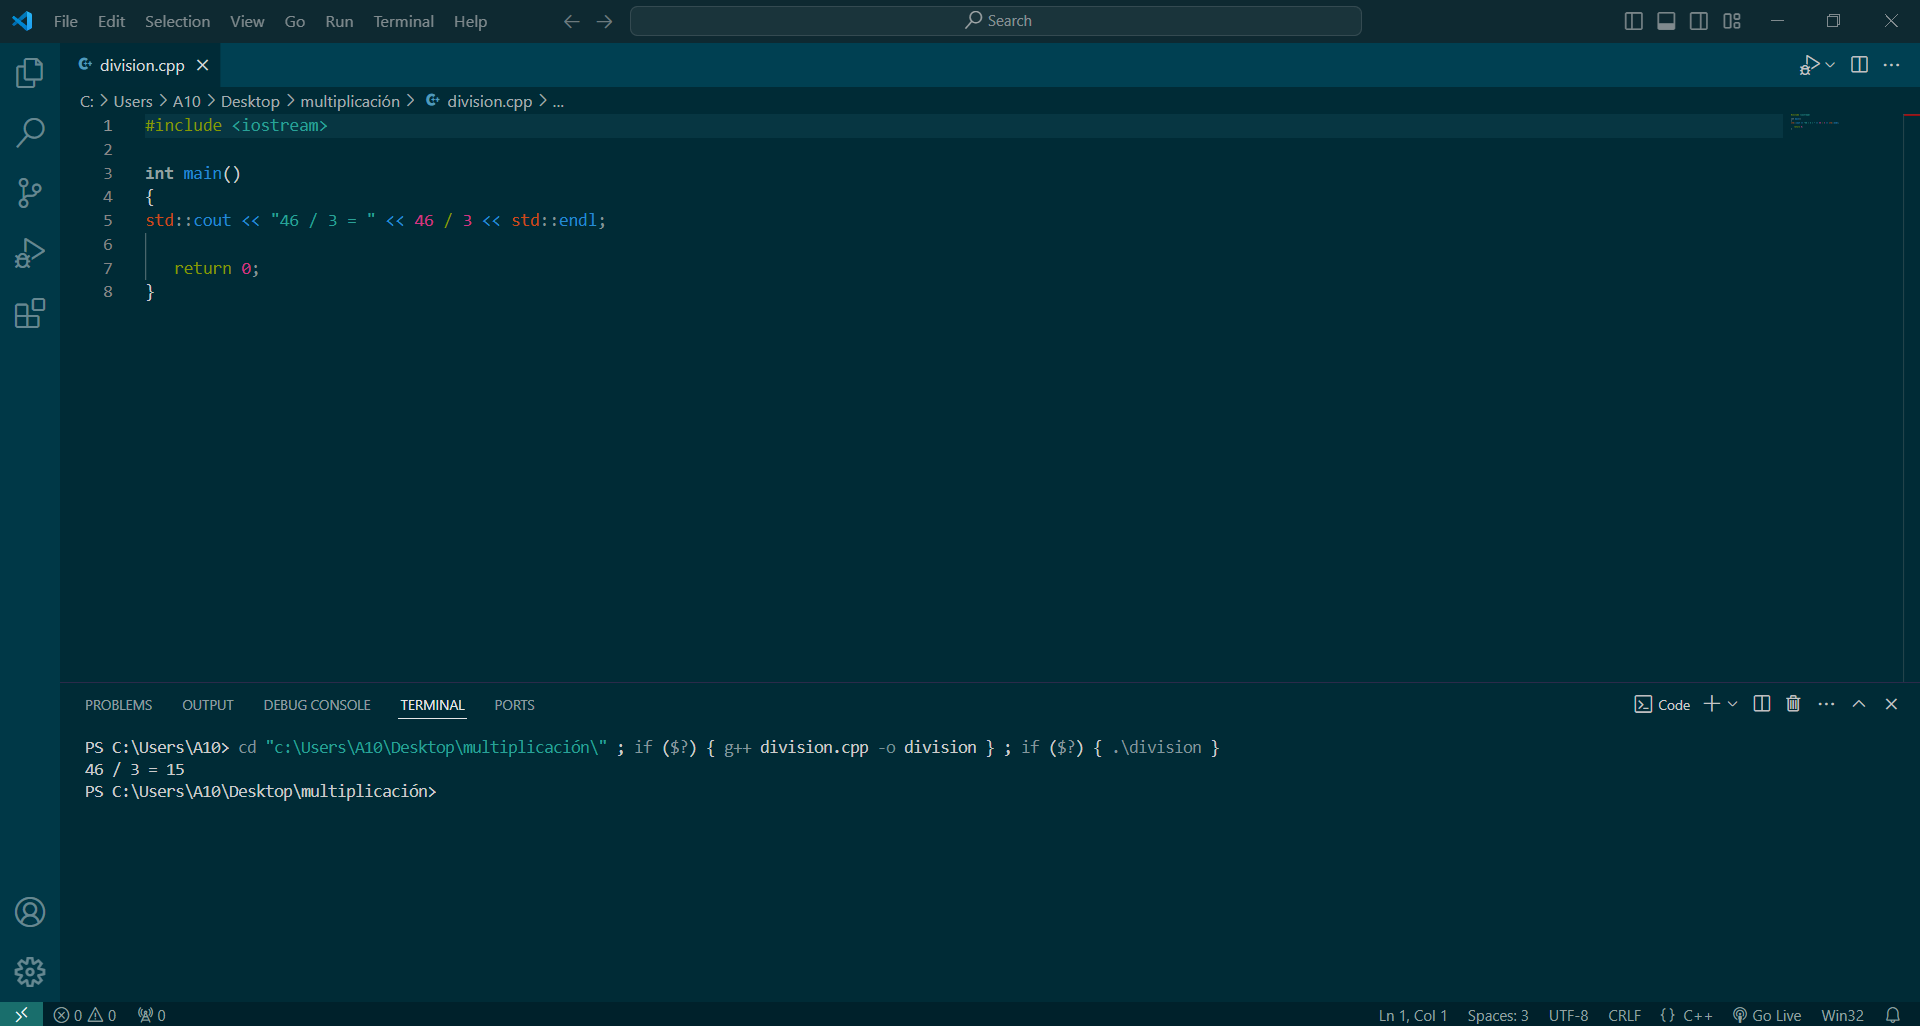 File Edit Selection View Go Run Terminal Help Search
division.cpp
C: > Users > A10 > Desktop > multiplicación > division.cpp > ...
1 #include <iostream>
2
3 int main()
4 {
5 std::cout << "46 / 3 = " << 46 / 3 << std::endl;
6
7 return 0;
8 }
PROBLEMS OUTPUT DEBUG CONSOLE TERMINAL PORTS Code
PS C:\Users\A10> cd "c:\Users\A10\Desktop\multiplicación\" ; if ($?) { g++ division.cpp -o division } ; if ($?) { .\division }
46 / 3 = 15
PS C:\Users\A10\Desktop\multiplicación>
0 0 0 Ln 1, Col 1 Spaces: 3 UTF-8 CRLF {} C++ Go Live Win32